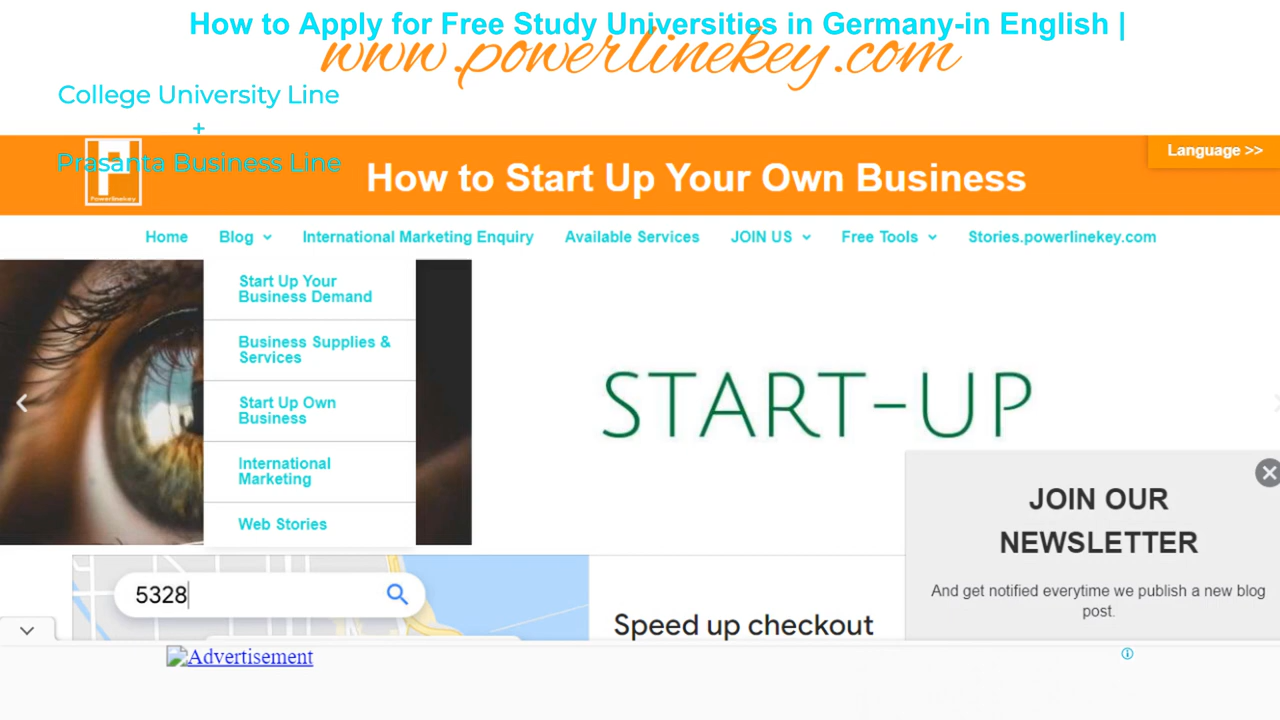 How to Apply for Free Study Universities in Germany-in English |
www.powerlinekey.com
College University Line
+
Prasanta Business Line
P
Powerlinekey
How to Start Up Your Own Business
Language >>
Home Blog International Marketing Enquiry Available Services JOIN US Free Tools Stories.powerlinekey.com
Start Up Your
Business Demand
Business Supplies &
Services
Start Up Own
Business
International
Marketing
Web Stories
START-UP
JOIN OUR
NEWSLETTER
And get notified everytime we publish a new blog
post.
5328
Speed up checkout
Advertisement